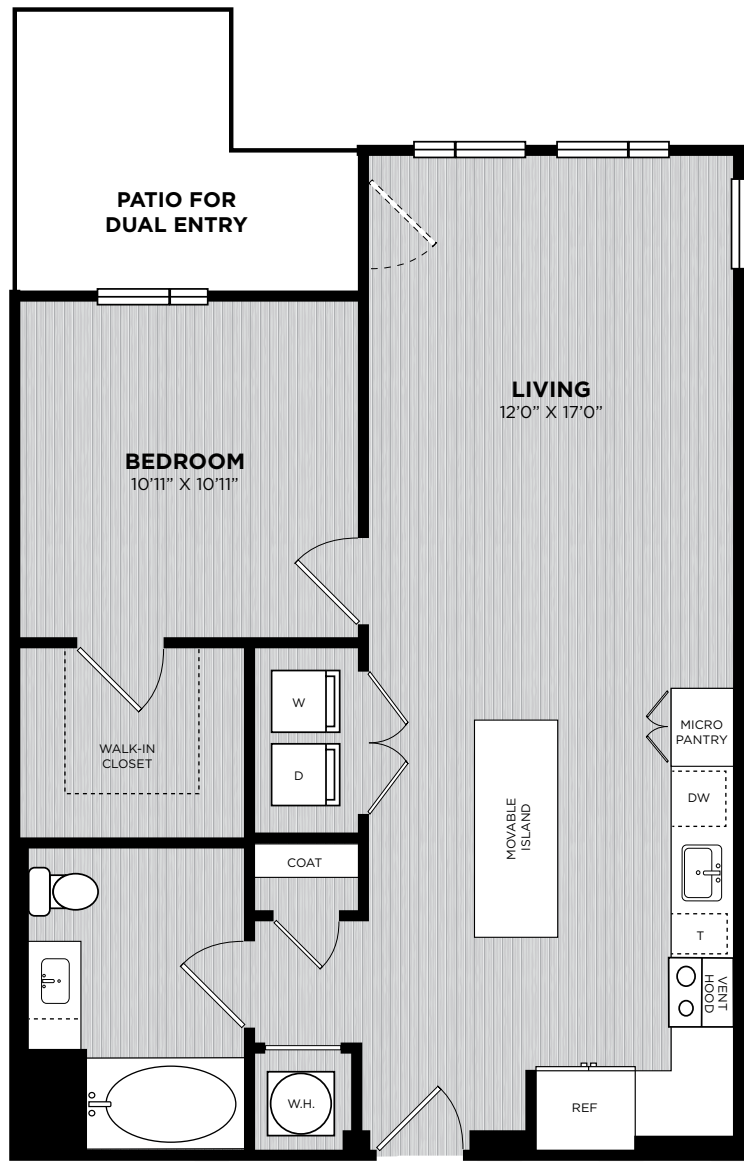 PATIO FOR
DUAL ENTRY
LIVING
12'0” X 17'0”
BEDROOM
10'11” X 10'11”
W
D
WALK-IN
CLOSET
MICRO
PANTRY
DW
MOVABLE
ISLAND
COAT
T
VENT
HOOD
W.H.
REF